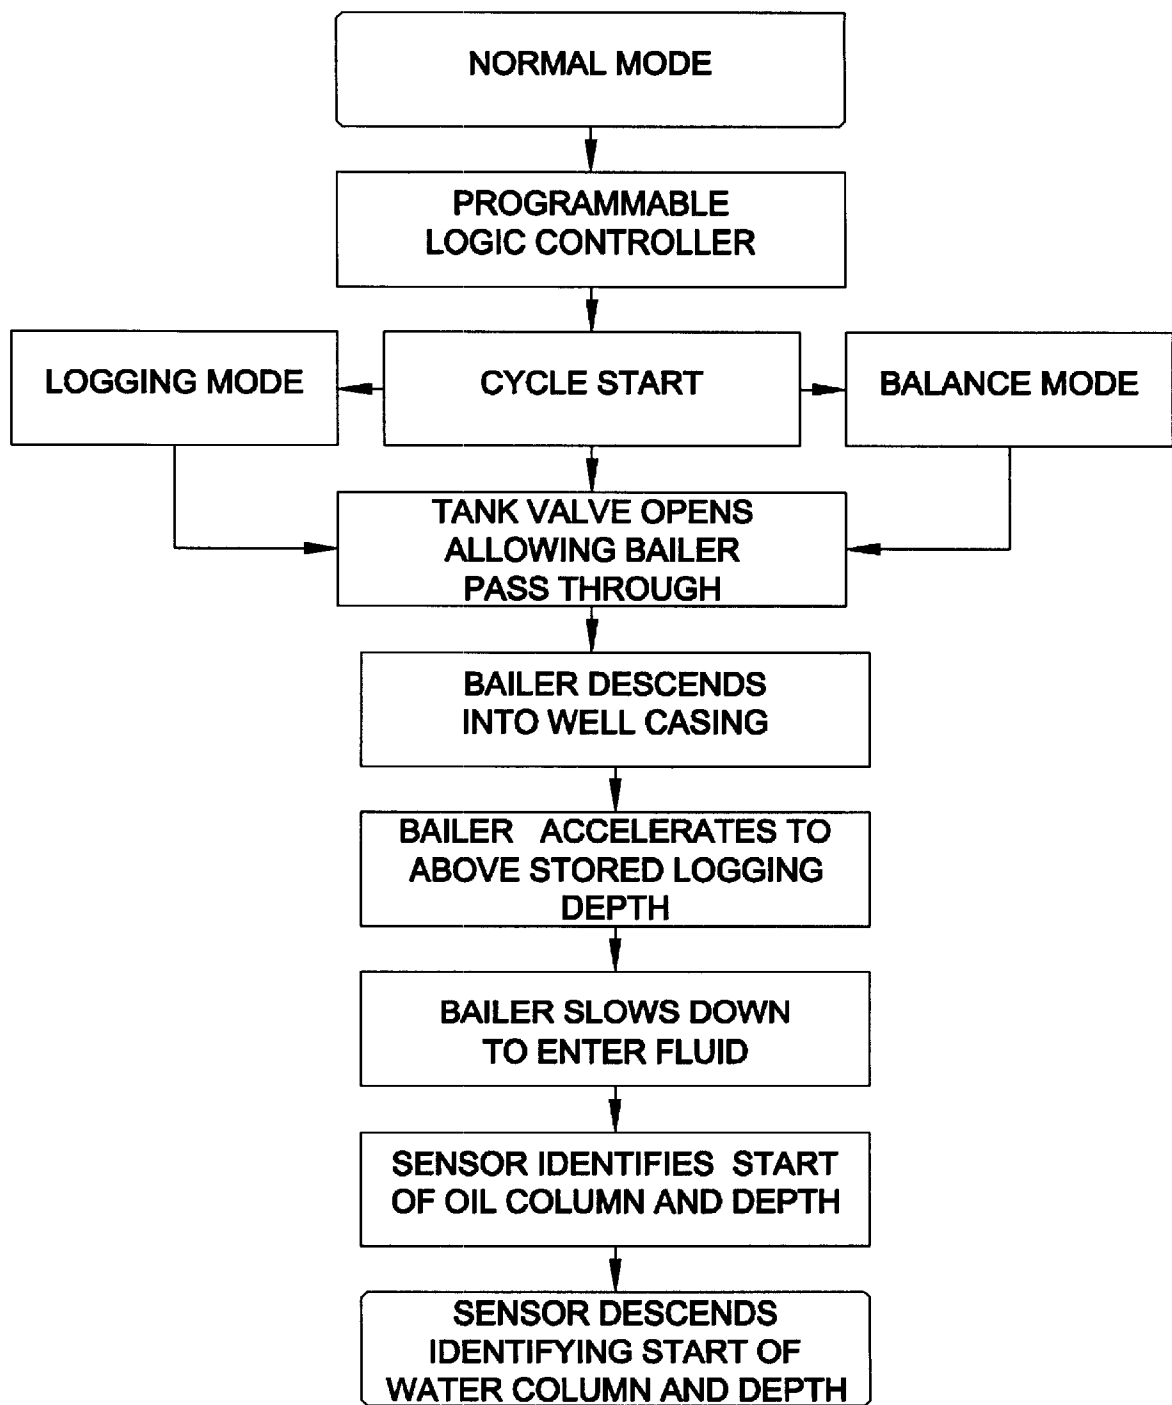 NORMAL MODE
PROGRAMMABLE
LOGIC CONTROLLER
LOGGING MODE
CYCLE START
BALANCE MODE
TANK VALVE OPENS
ALLOWING BAILER
PASS THROUGH
BAILER DESCENDS
INTO WELL CASING
BAILER ACCELERATES TO
ABOVE STORED LOGGING
DEPTH
BAILER SLOWS DOWN
TO ENTER FLUID
SENSOR IDENTIFIES START
OF OIL COLUMN AND DEPTH
SENSOR DESCENDS
IDENTIFYING START OF
WATER COLUMN AND DEPTH